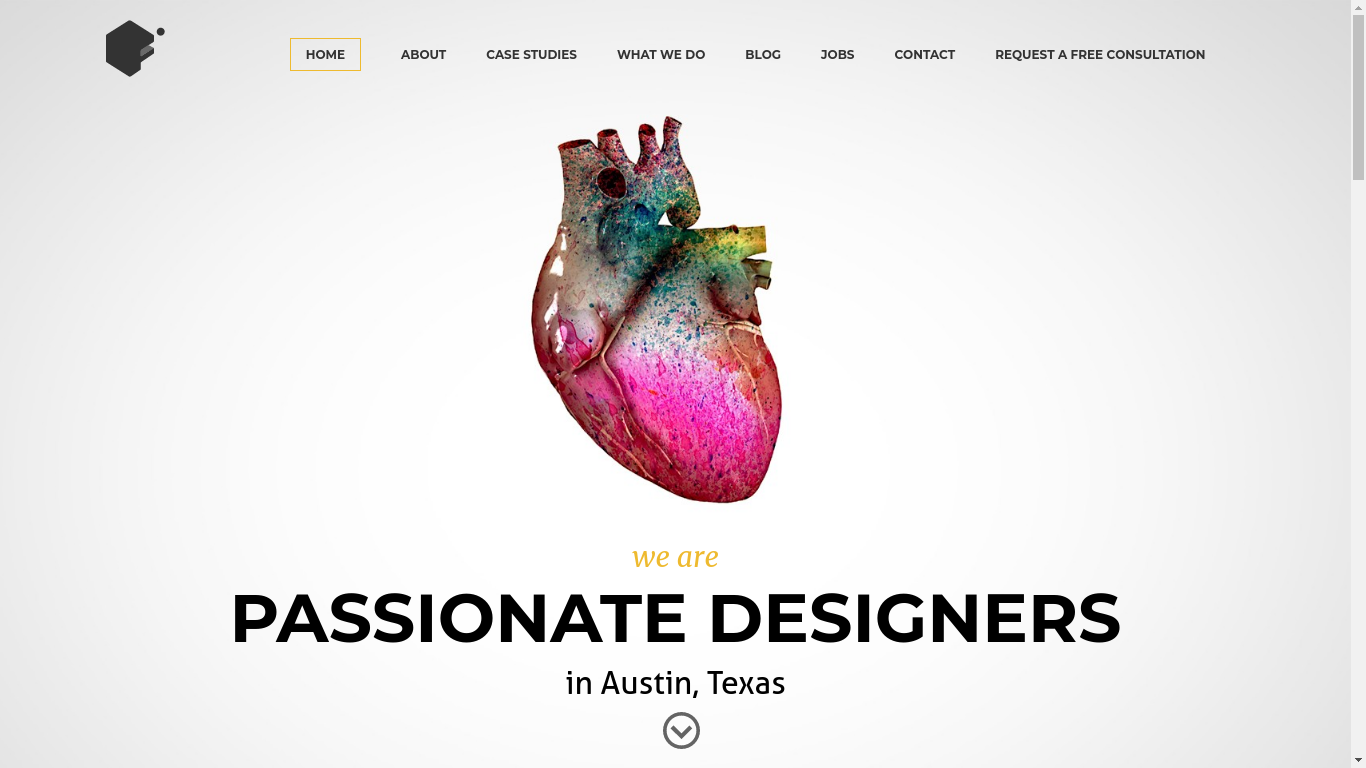 HOME ABOUT CASE STUDIES WHAT WE DO BLOG JOBS CONTACT REQUEST A FREE CONSULTATION
we are
PASSIONATE DESIGNERS
in Austin, Texas